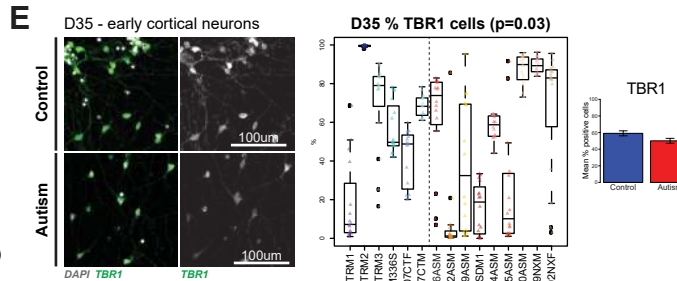 E
D35 - early cortical neurons
Control
100um
Autism
100um
DAPI TBR1
TBR1
D35 % TBR1 cells (p=0.03)
100
80
60
40
20
0
%
TRM1
TRM2
TRM3
336S
7CTF
7CTM
6ASM
2ASM
9ASM
SDM1
4ASM
5ASM
0ASM
9NXM
2NXF
TBR1
Mean % positive cells
100
80
60
40
20
0
Control
Autism